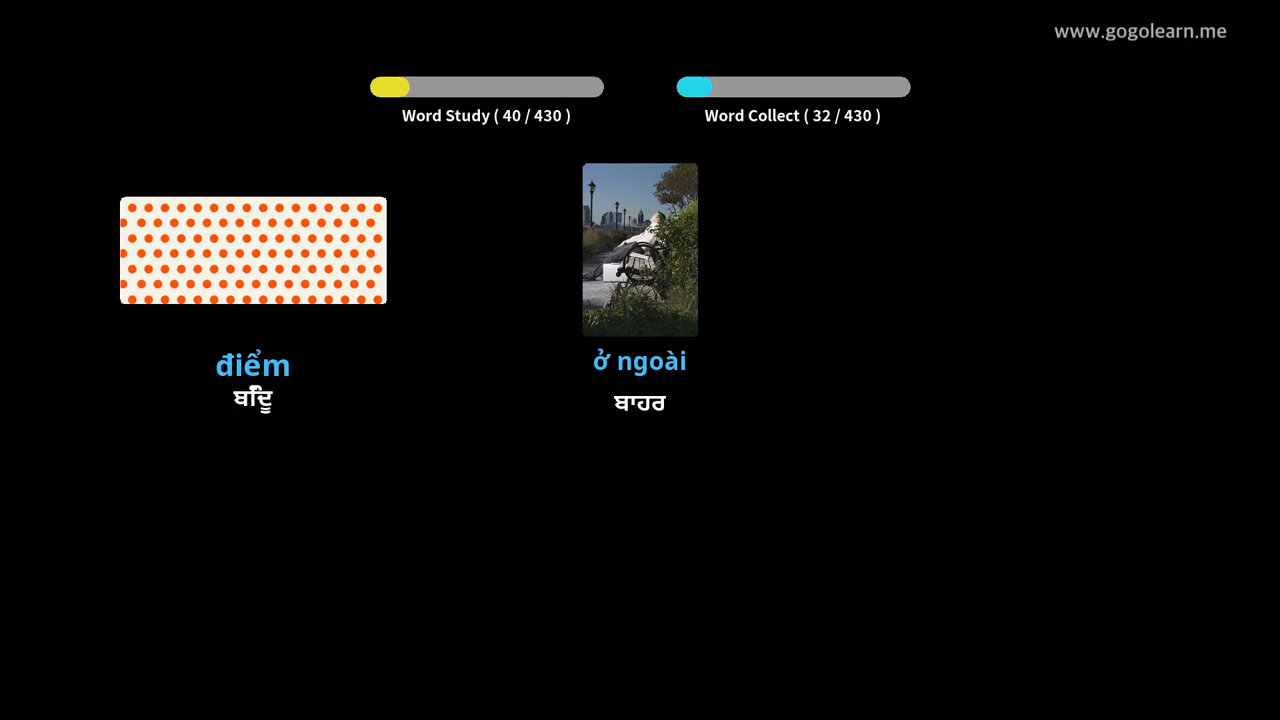 www.gogolearn.me
Word Study ( 40 / 430 )
Word Collect ( 32 / 430 )
điểm
ਬਿੰਦੂ
ở ngoài
ਬਾਹਰ